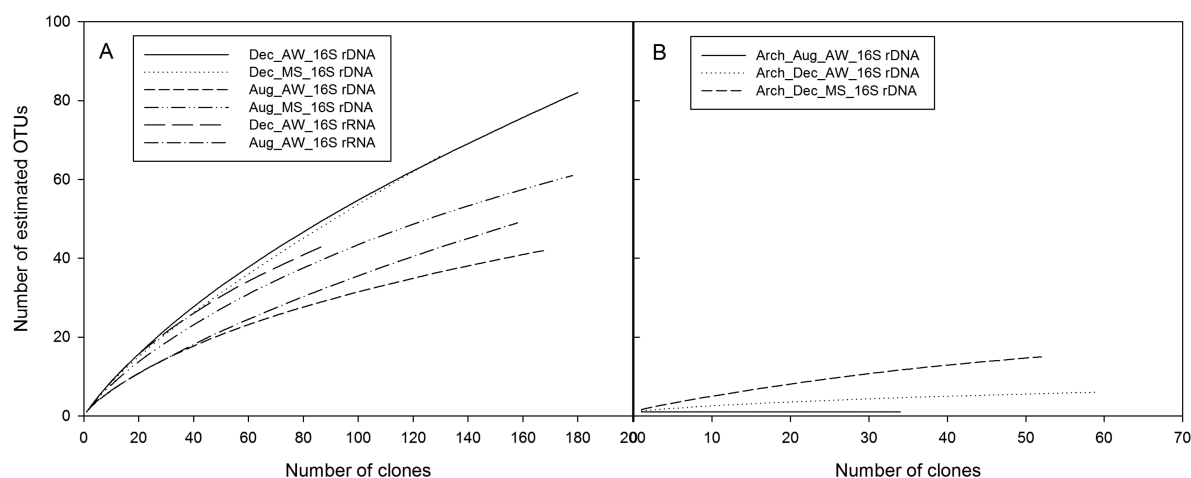 A
Dec_AW_16S rDNA
Dec_MS_16S rDNA
Aug_AW_16S rDNA
Aug_MS_16S rDNA
Dec_AW_16S rRNA
Aug_AW_16S rRNA
B
Arch_Aug_AW_16S rDNA
Arch_Dec_AW_16S rDNA
Arch_Dec_MS_16S rDNA
Number of estimated OTUs
100
80
60
40
20
0
0 20 40 60 80 100 120 140 160 180 200
0 10 20 30 40 50 60 70
Number of clones
Number of clones